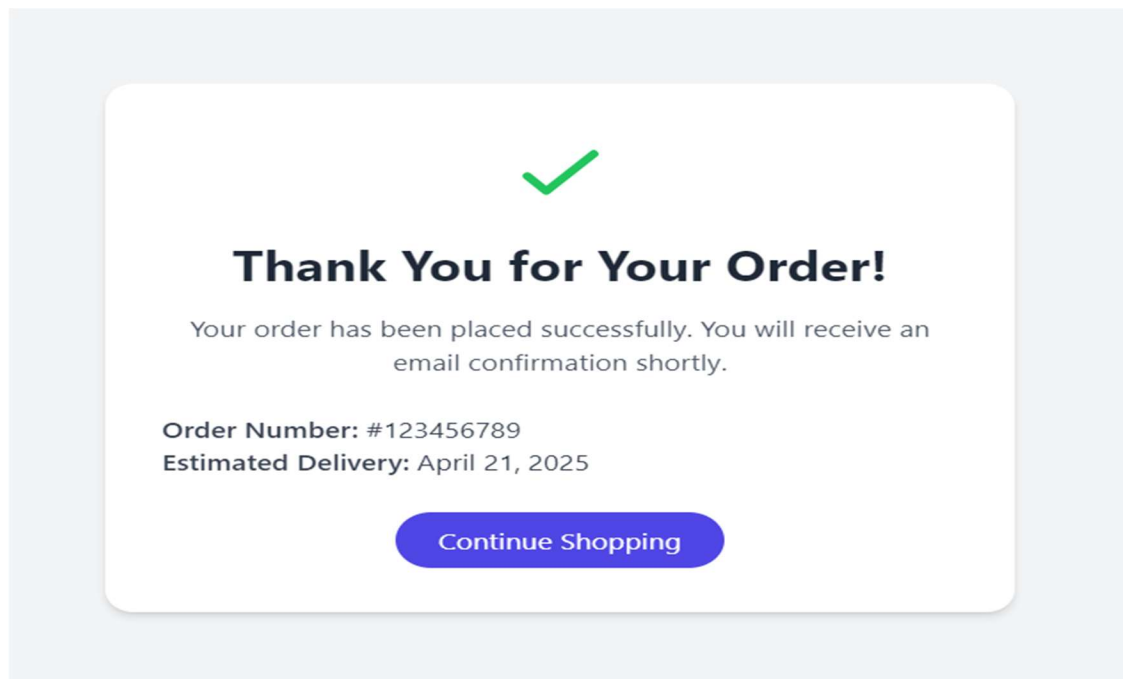 Thank You for Your Order!
Your order has been placed successfully. You will receive an
email confirmation shortly.
Order Number: #123456789
Estimated Delivery: April 21, 2025
Continue Shopping